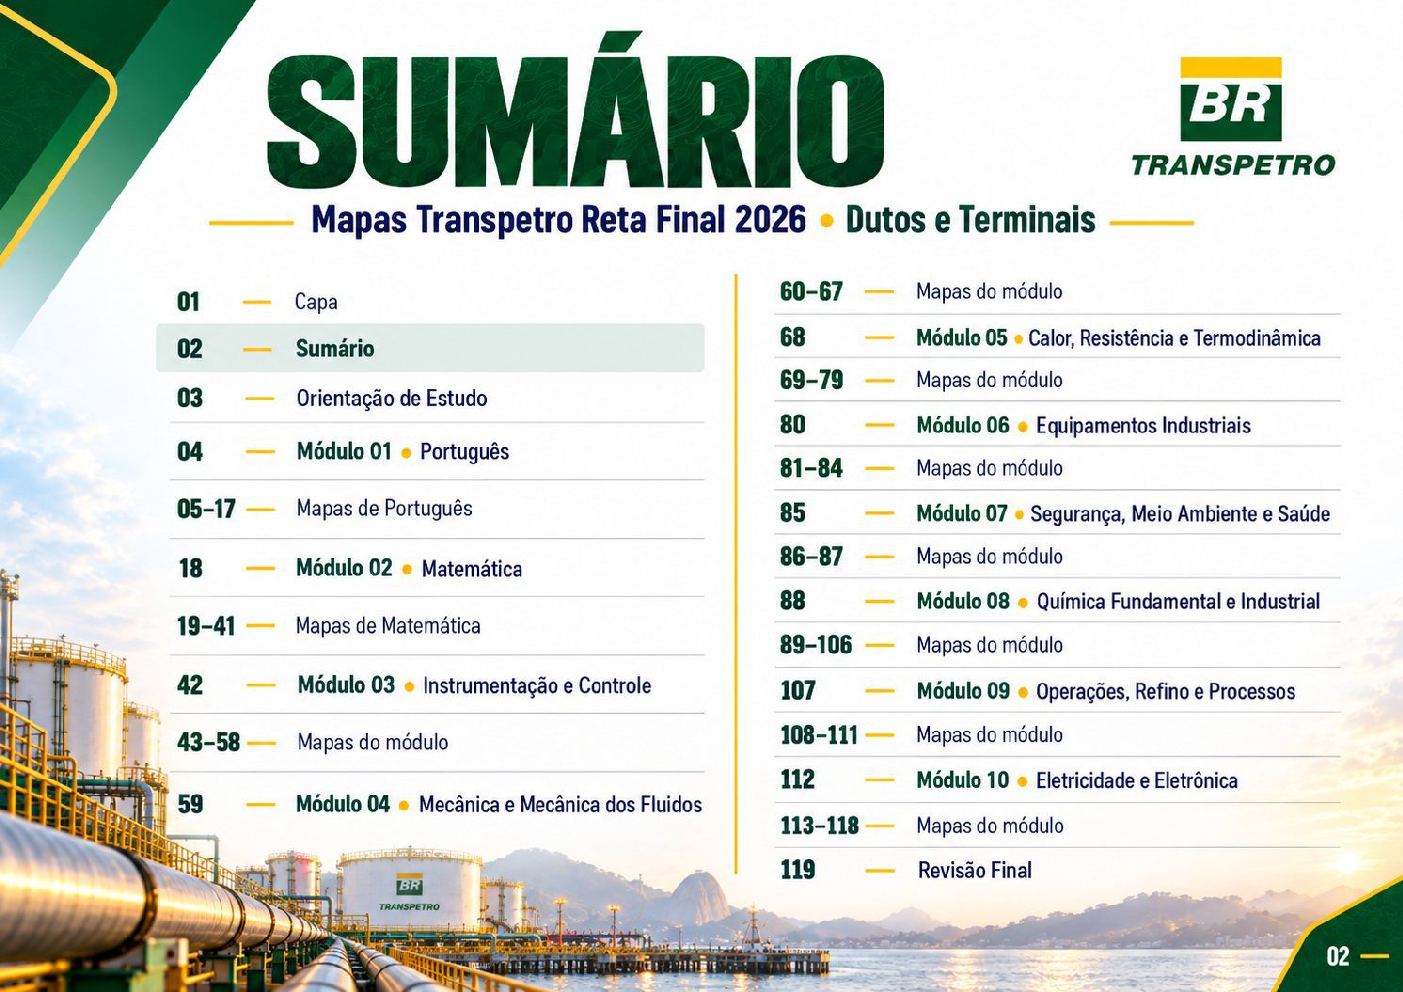 SUMÁRIO
BR
TRANSPETRO
Mapas Transpetro Reta Final 2026 • Dutos e Terminais
01 — Capa
02 — Sumário
03 — Orientação de Estudo
04 — Módulo 01 • Português
05–17 — Mapas de Português
18 — Módulo 02 • Matemática
19–41 — Mapas de Matemática
42 — Módulo 03 • Instrumentação e Controle
43–58 — Mapas do módulo
59 — Módulo 04 • Mecânica e Mecânica dos Fluidos
60–67 — Mapas do módulo
68 — Módulo 05 • Calor, Resistência e Termodinâmica
69–79 — Mapas do módulo
80 — Módulo 06 • Equipamentos Industriais
81–84 — Mapas do módulo
85 — Módulo 07 • Segurança, Meio Ambiente e Saúde
86–87 — Mapas do módulo
88 — Módulo 08 • Química Fundamental e Industrial
89–106 — Mapas do módulo
107 — Módulo 09 • Operações, Refino e Processos
108–111 — Mapas do módulo
112 — Módulo 10 • Eletricidade e Eletrônica
113–118 — Mapas do módulo
119 — Revisão Final
BR
TRANSPETRO
02 —